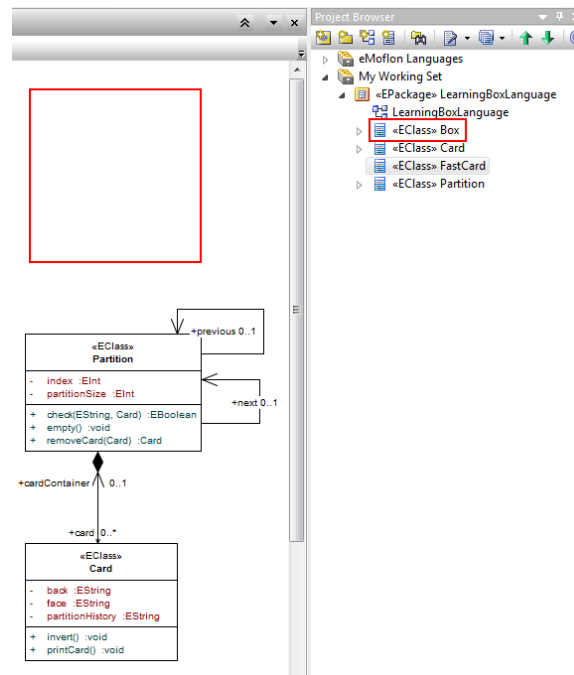 Project Browser
eMoflon Languages
My Working Set
«EPackage» LearningBoxLanguage
LearningBoxLanguage
«EClass» Box
«EClass» Card
«EClass» FastCard
«EClass» Partition
+previous 0..1
«EClass»
Partition
- index :EInt
- partitionSize :EInt
+next 0..1
+ check(EString, Card) :EBoolean
+ empty() :void
+ removeCard(Card) :Card
+cardContainer 0..1
+card 0..*
«EClass»
Card
- back :EString
- face :EString
- partitionHistory :EString
+ invert() :void
+ printCard() :void